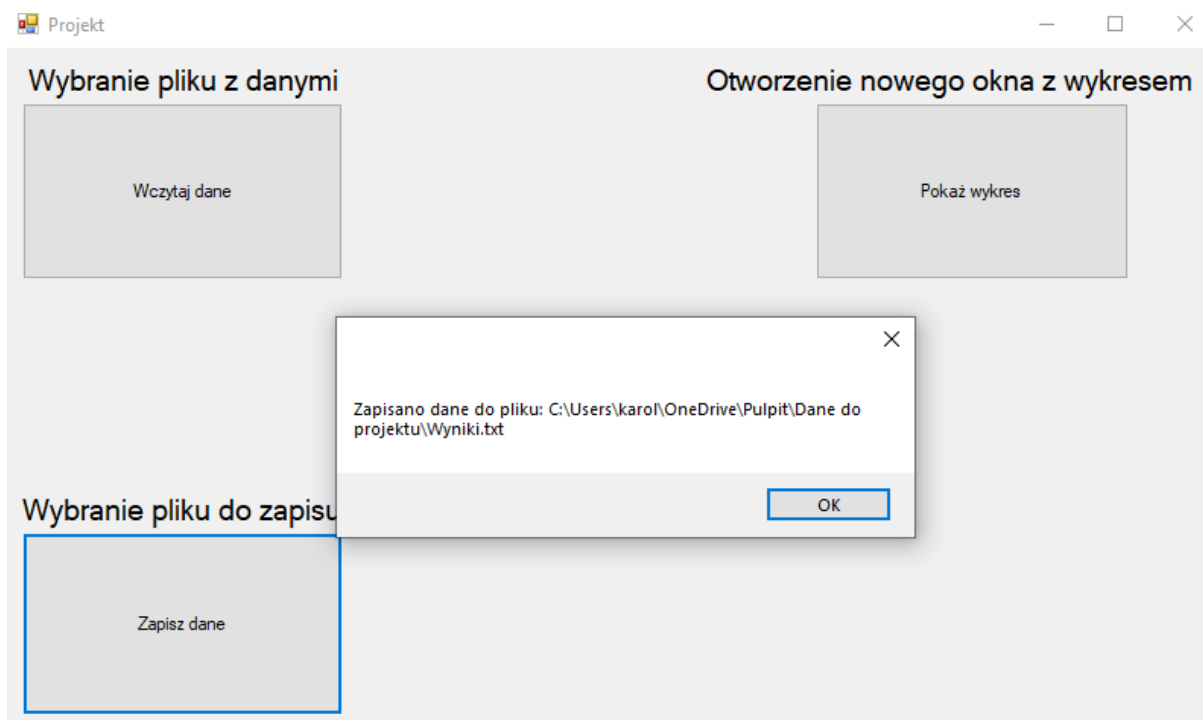 Projekt
Wybranie pliku z danymi
Otworzenie nowego okna z wykresem
Wczytaj dane
Pokaż wykres
Zapisano dane do pliku: C:\Users\karol\OneDrive\Pulpit\Dane do
projektu\Wyniki.txt
OK
Wybranie pliku do zapisu
Zapisz dane